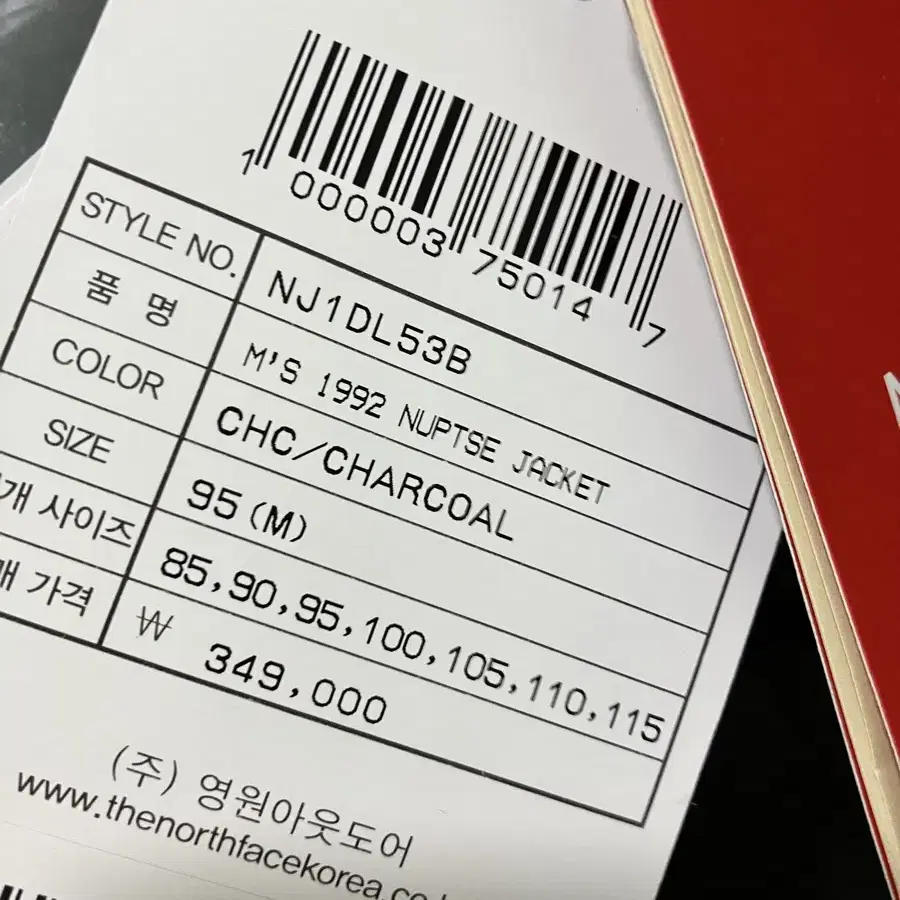 1 000003 75014 7
STYLE NO. NJ1DL53B
품 명 M'S 1992 NUPTSE JACKET
COLOR CHC/CHARCOAL
SIZE 95(M)
개 사이즈 85,90,95,100,105,110,115
매 가격 ₩ 349,000
(주) 영원아웃도어
www.thenorthfacekorea.co